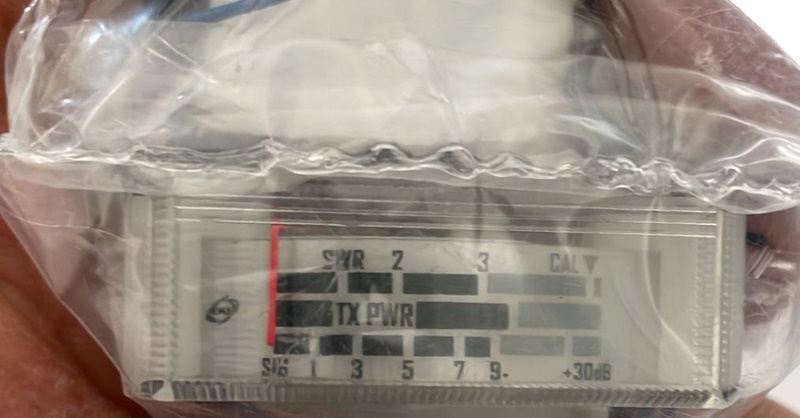 SWR 2 3 CAL▼
TX PWR
SIG 1 3 5 7 9. +30dB